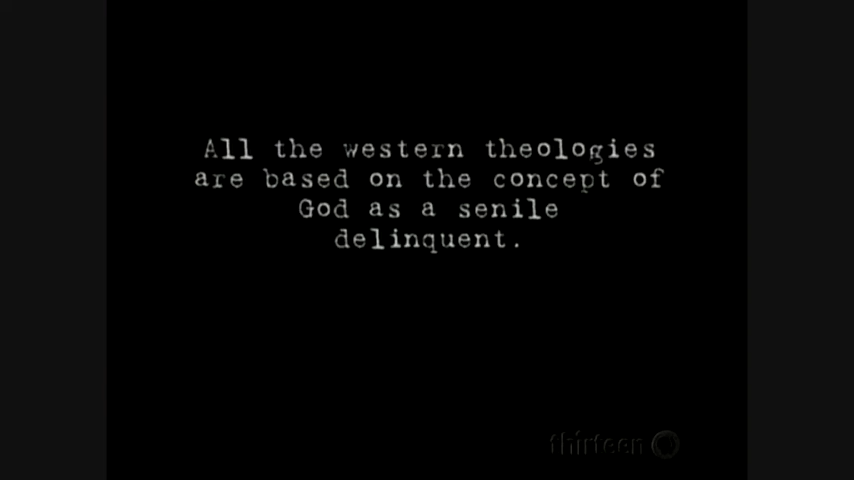 All the western theologies
are based on the concept of
God as a senile
delinquent.
thirteen